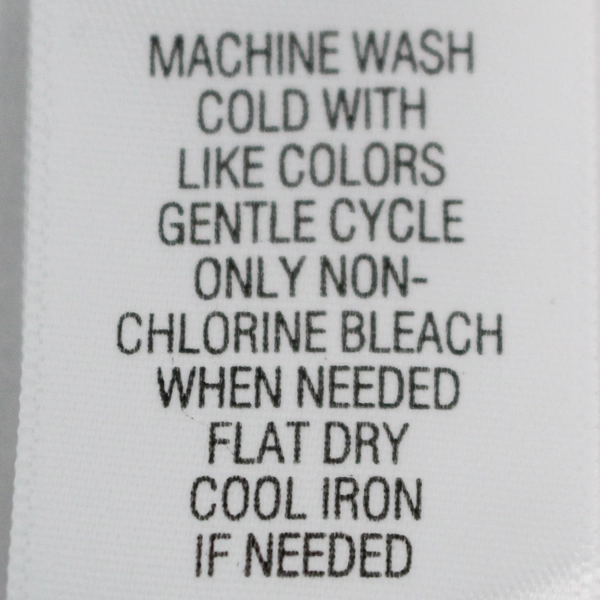 MACHINE WASH
COLD WITH
LIKE COLORS
GENTLE CYCLE
ONLY NON-
CHLORINE BLEACH
WHEN NEEDED
FLAT DRY
COOL IRON
IF NEEDED